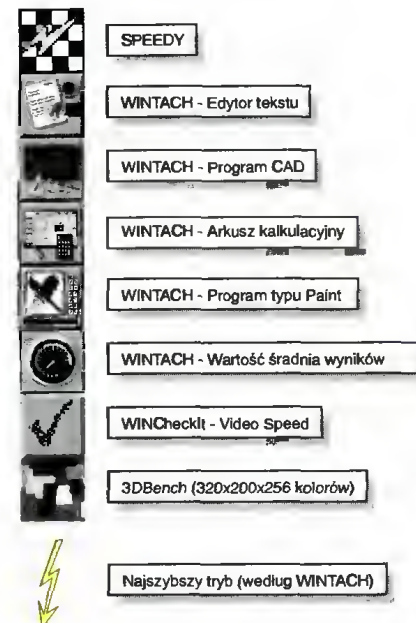 SPEEDY
WINTACH - Edytor tekstu
WINTACH - Program CAD
WINTACH - Arkusz kalkulacyjny
WINTACH - Program typu Paint
WINTACH - Wartość średnia wyników
WINCheckIt - Video Speed
3DBench (320x200x256 kolorów)
Najszybszy tryb (według WINTACH)